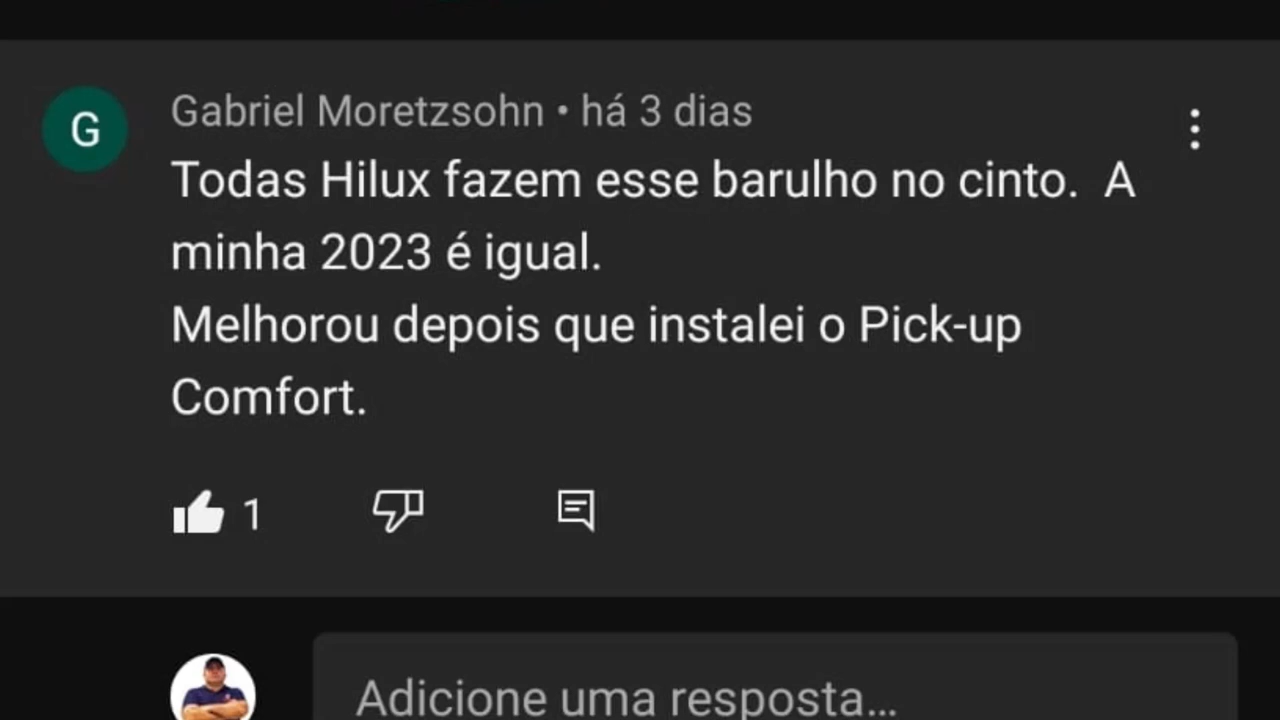 G
Gabriel Moretzsohn • há 3 dias
Todas Hilux fazem esse barulho no cinto.  A
minha 2023 é igual.
Melhorou depois que instalei o Pick-up
Comfort.
1
Adicione uma resposta...